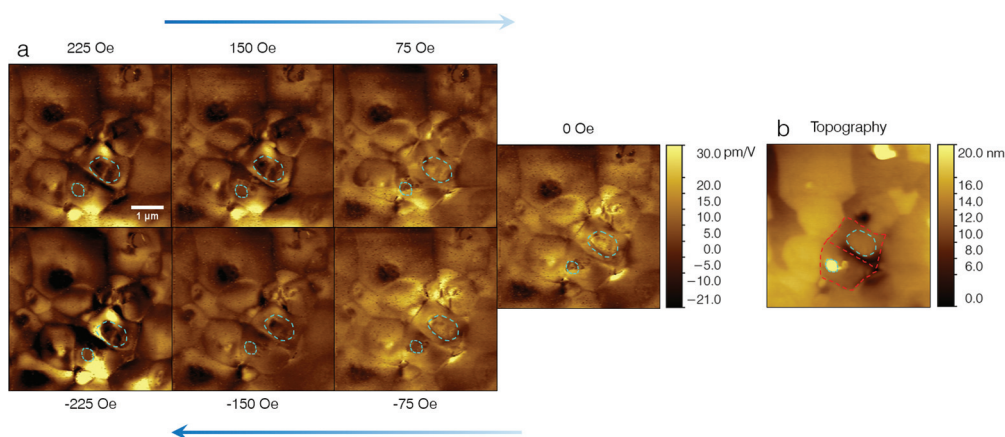 a
225 Oe
150 Oe
75 Oe
1 µm
-225 Oe
-150 Oe
-75 Oe
0 Oe
30.0 pm/V
20.0
15.0
10.0
5.0
0.0
−5.0
−10.0
−21.0
b
Topography
20.0 nm
14.0
12.0
10.0
8.0
6.0
0.0